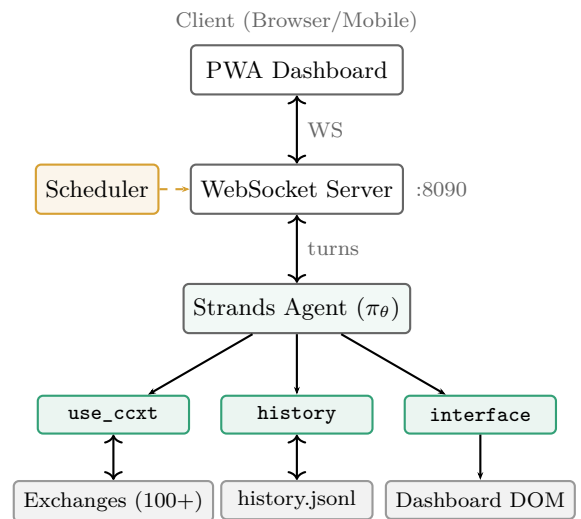 Client (Browser/Mobile)
PWA Dashboard
WS
Scheduler
WebSocket Server
:8090
turns
Strands Agent (π_θ)
use_ccxt
history
interface
Exchanges (100+)
history.jsonl
Dashboard DOM